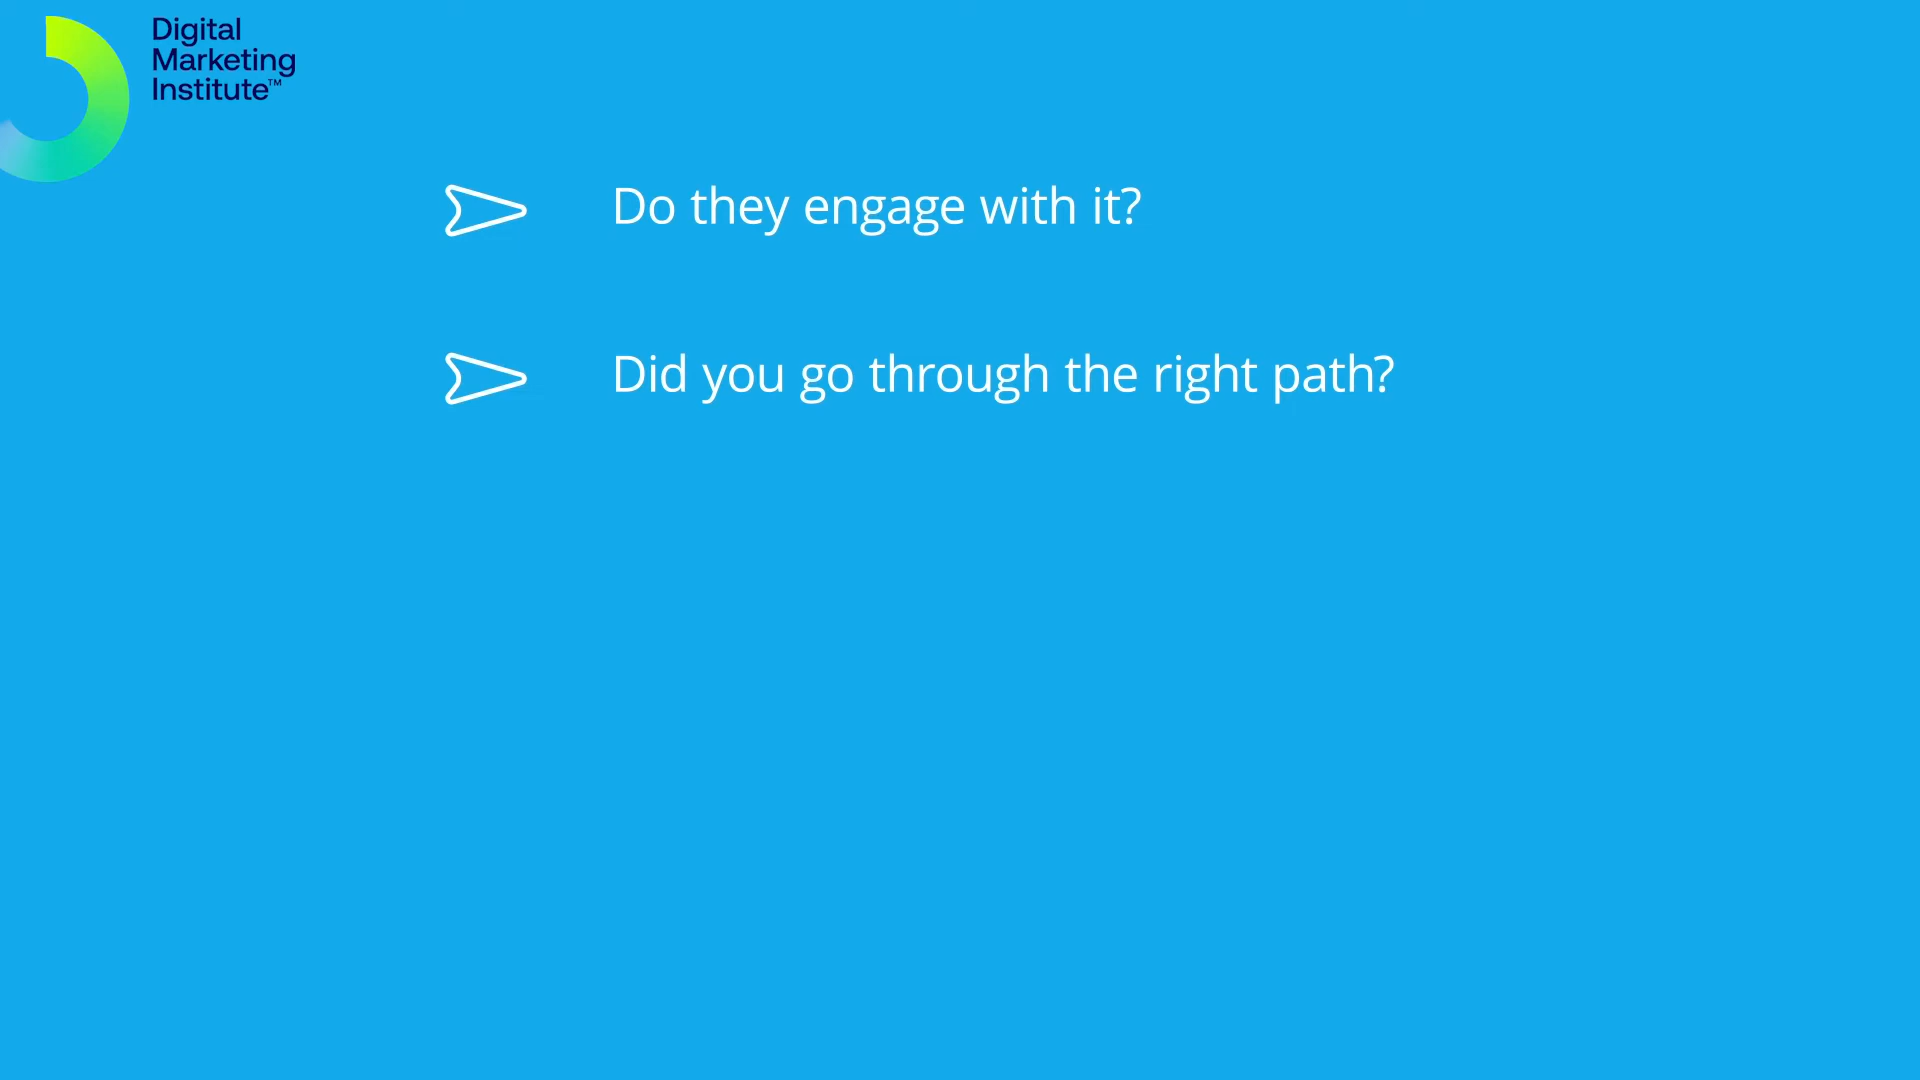 Digital
Marketing
Institute™
Do they engage with it?
Did you go through the right path?